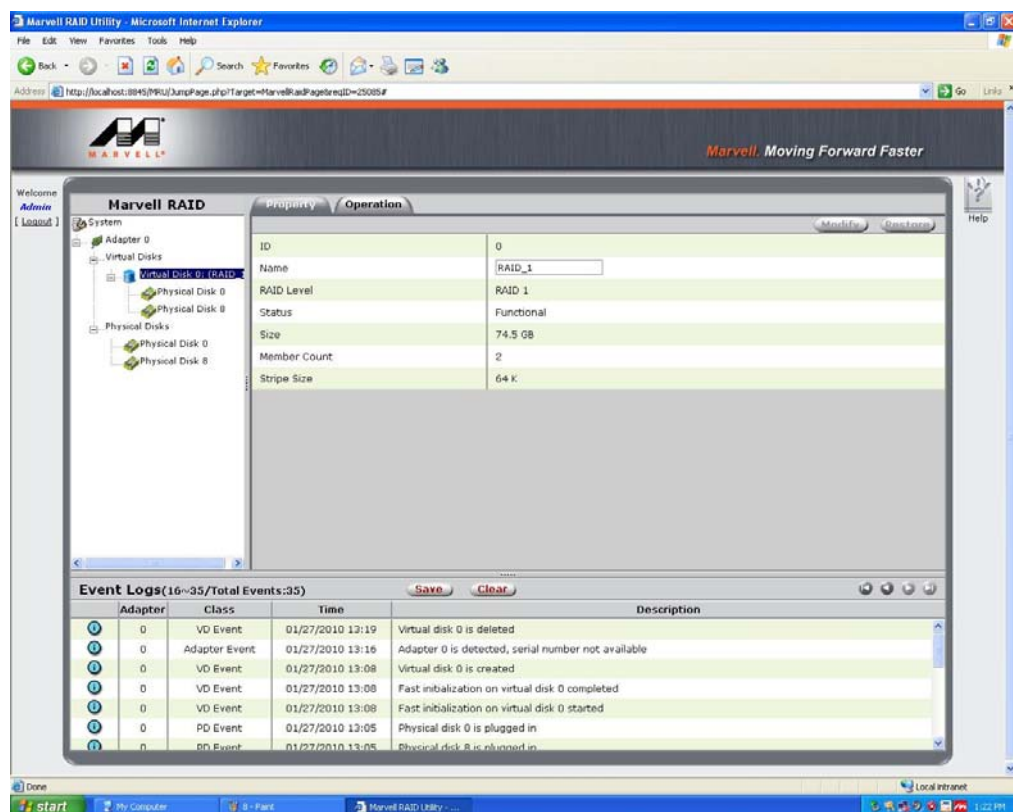 Marvell RAID Utility - Microsoft Internet Explorer
File Edit View Favorites Tools Help
Back Search Favorites
Address http://localhost:8845/MRU/JumpPage.php?Target=MarvellRaidPage&reqID=25085# Go Links
MARVELL®
Marvell. Moving Forward Faster
Welcome
Admin
[ Logout ]
Help
Marvell RAID
Property Operation
Modify Restore
System
Adapter 0
Virtual Disks
Virtual Disk 0: (RAID_1
Physical Disk 0
Physical Disk 8
Physical Disks
Physical Disk 0
Physical Disk 8
ID 0
Name RAID_1
RAID Level RAID 1
Status Functional
Size 74.5 GB
Member Count 2
Stripe Size 64 K
Event Logs(16~35/Total Events:35) Save Clear
Adapter Class Time Description
0 VD Event 01/27/2010 13:19 Virtual disk 0 is deleted
0 Adapter Event 01/27/2010 13:16 Adapter 0 is detected, serial number not available
0 VD Event 01/27/2010 13:08 Virtual disk 0 is created
0 VD Event 01/27/2010 13:08 Fast initialization on virtual disk 0 completed
0 VD Event 01/27/2010 13:08 Fast initialization on virtual disk 0 started
0 PD Event 01/27/2010 13:05 Physical disk 0 is plugged in
0 PD Event 01/27/2010 13:05 Physical disk 8 is plugged in
Done Local intranet
start My Computer 8 - Paint Marvell RAID Utility - ... 1:22 PM